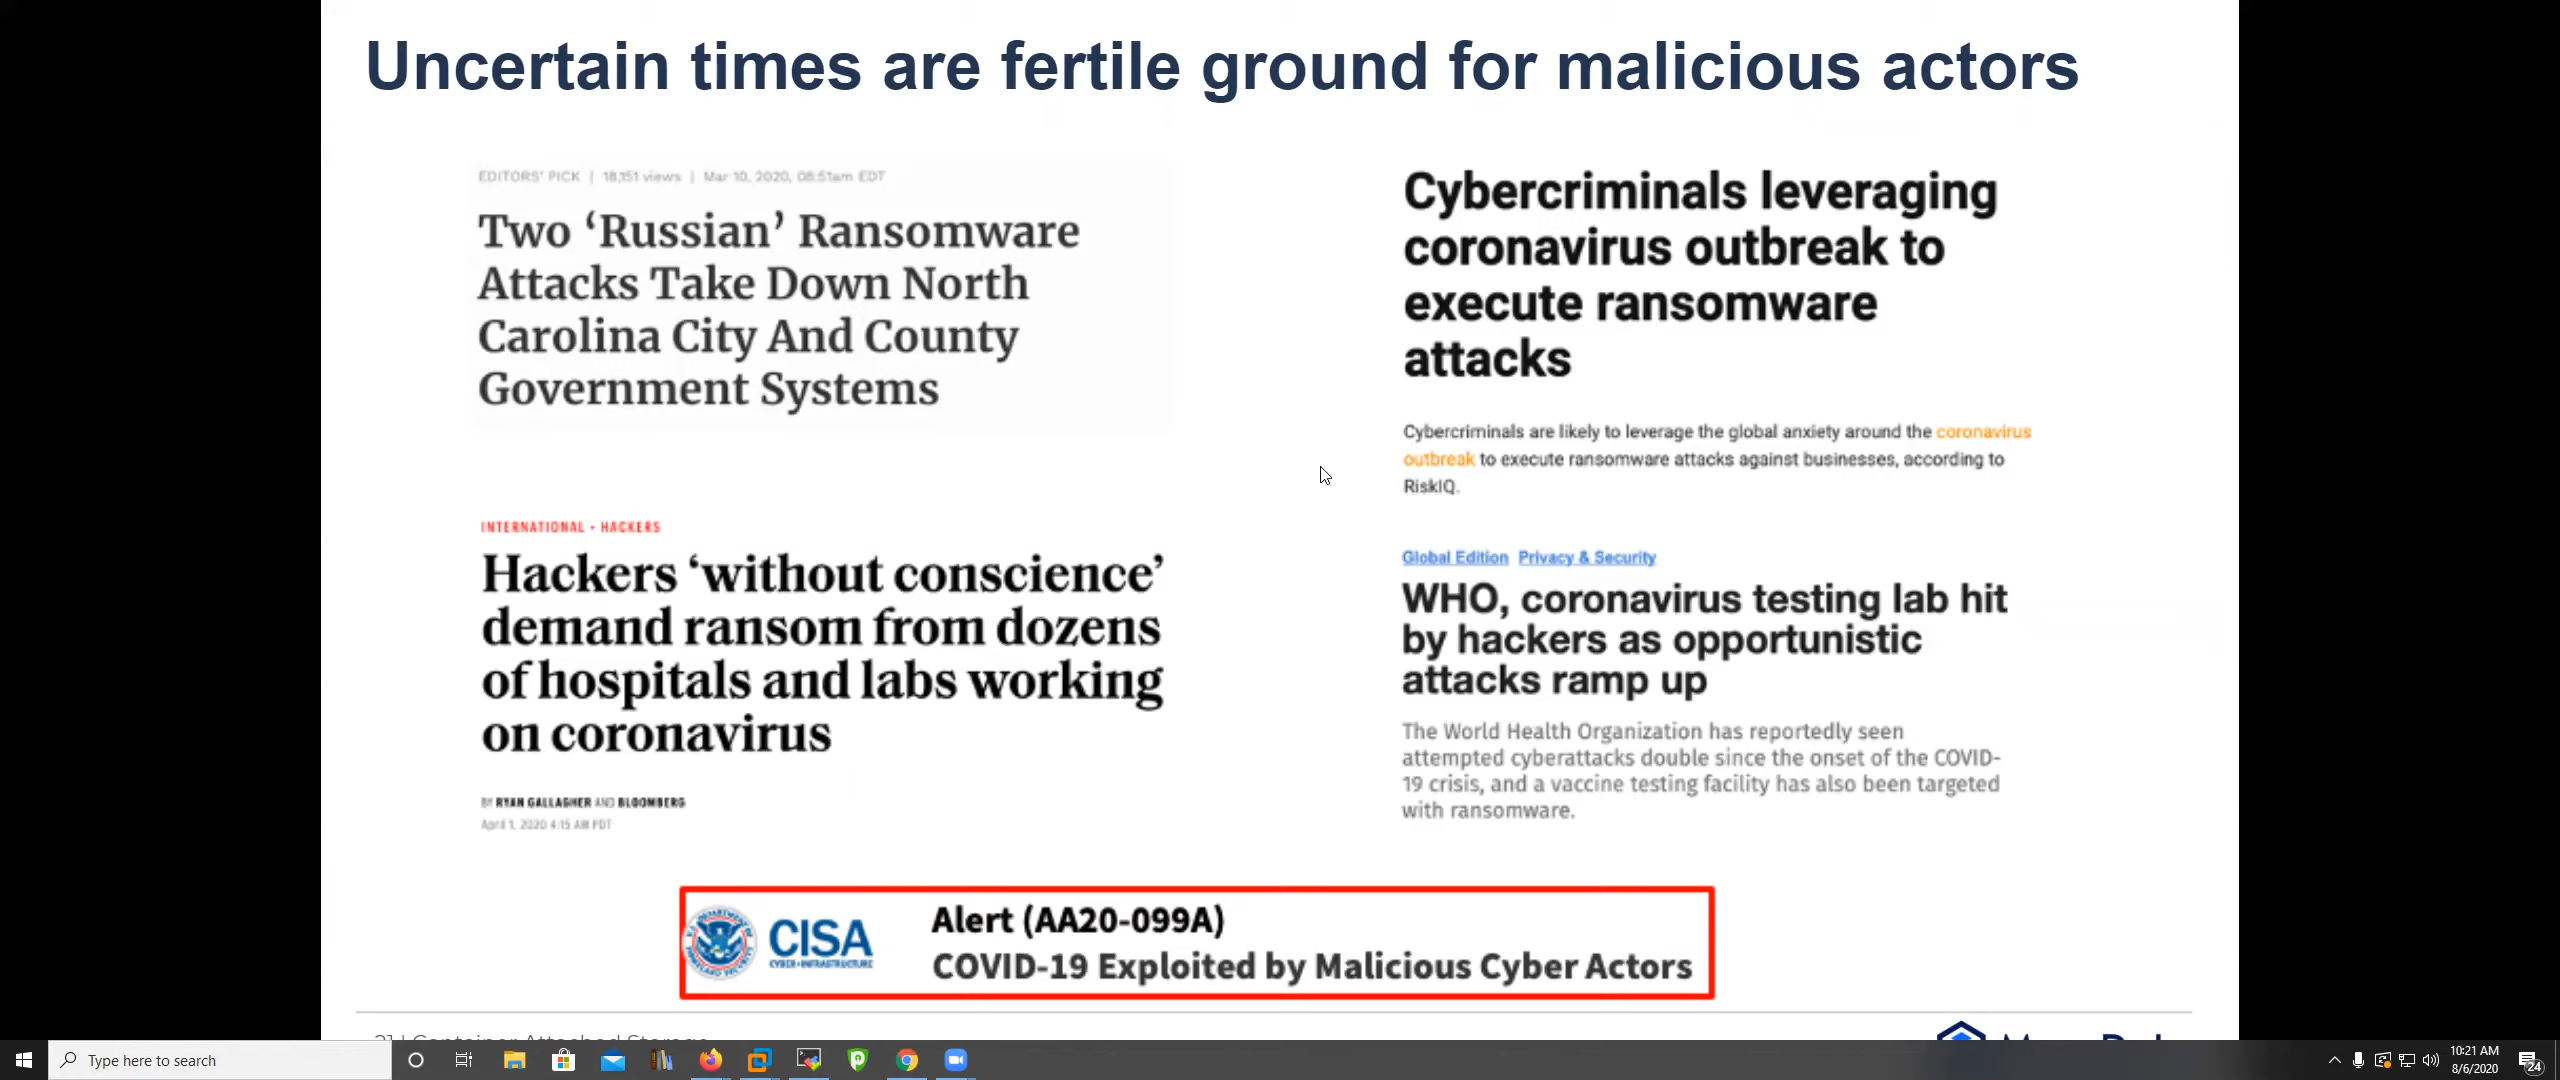 Uncertain times are fertile ground for malicious actors
EDITORS' PICK | 18,151 views | Mar 10, 2020, 08:51am EDT
Two ‘Russian’ Ransomware
Attacks Take Down North
Carolina City And County
Government Systems
Cybercriminals leveraging
coronavirus outbreak to
execute ransomware
attacks
Cybercriminals are likely to leverage the global anxiety around the coronavirus
outbreak to execute ransomware attacks against businesses, according to
RiskIQ.
INTERNATIONAL • HACKERS
Hackers ‘without conscience’
demand ransom from dozens
of hospitals and labs working
on coronavirus
BY RYAN GALLAGHER AND BLOOMBERG
April 1, 2020 4:15 AM PDT
Global Edition Privacy & Security
WHO, coronavirus testing lab hit
by hackers as opportunistic
attacks ramp up
The World Health Organization has reportedly seen
attempted cyberattacks double since the onset of the COVID-
19 crisis, and a vaccine testing facility has also been targeted
with ransomware.
CISA
CYBER+INFRASTRUCTURE
Alert (AA20-099A)
COVID-19 Exploited by Malicious Cyber Actors
Container Attached Storage
Type here to search
10:21 AM
8/6/2020
24